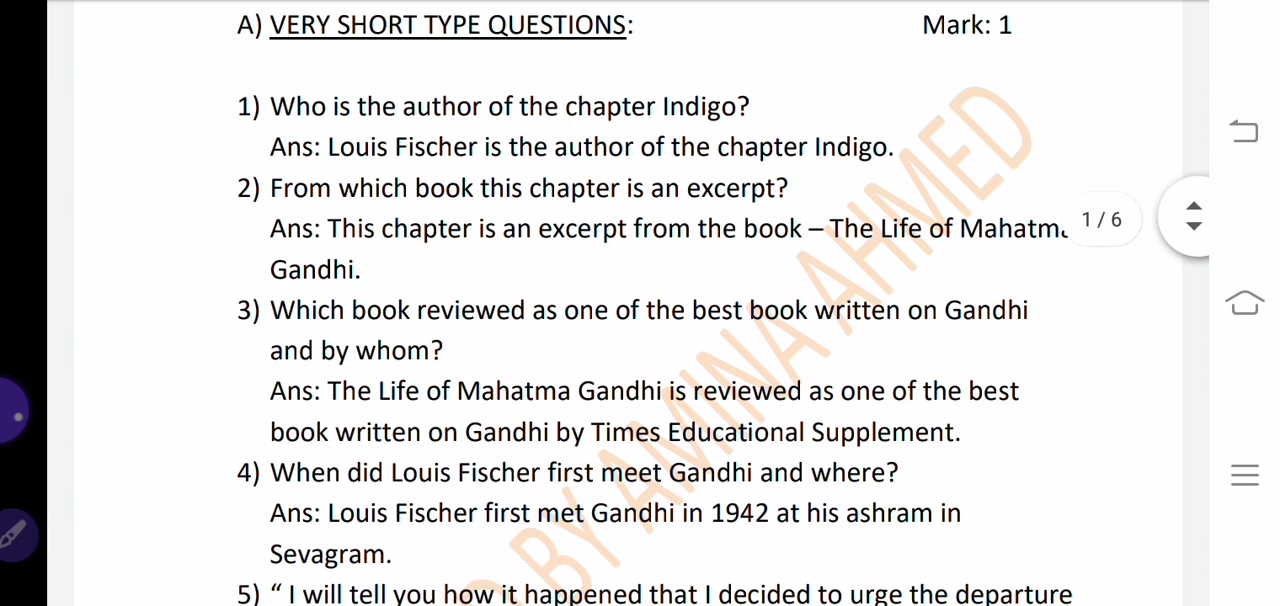 A) VERY SHORT TYPE QUESTIONS: Mark: 1
1) Who is the author of the chapter Indigo?
Ans: Louis Fischer is the author of the chapter Indigo.
2) From which book this chapter is an excerpt?
Ans: This chapter is an excerpt from the book – The Life of Mahatma
1 / 6
Gandhi.
3) Which book reviewed as one of the best book written on Gandhi
and by whom?
Ans: The Life of Mahatma Gandhi is reviewed as one of the best
book written on Gandhi by Times Educational Supplement.
4) When did Louis Fischer first meet Gandhi and where?
Ans: Louis Fischer first met Gandhi in 1942 at his ashram in
Sevagram.
5) “ I will tell you how it happened that I decided to urge the departure
BY AMINA AHMED